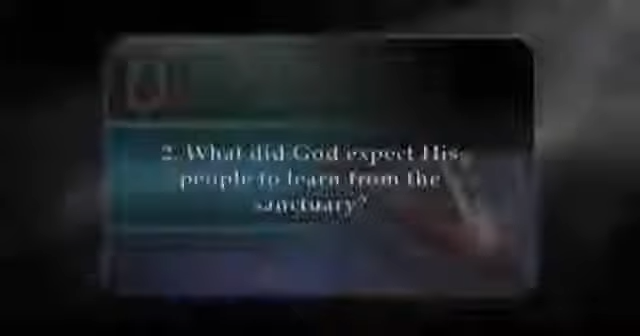 2. What did God expect His
people to learn from the
sanctuary?